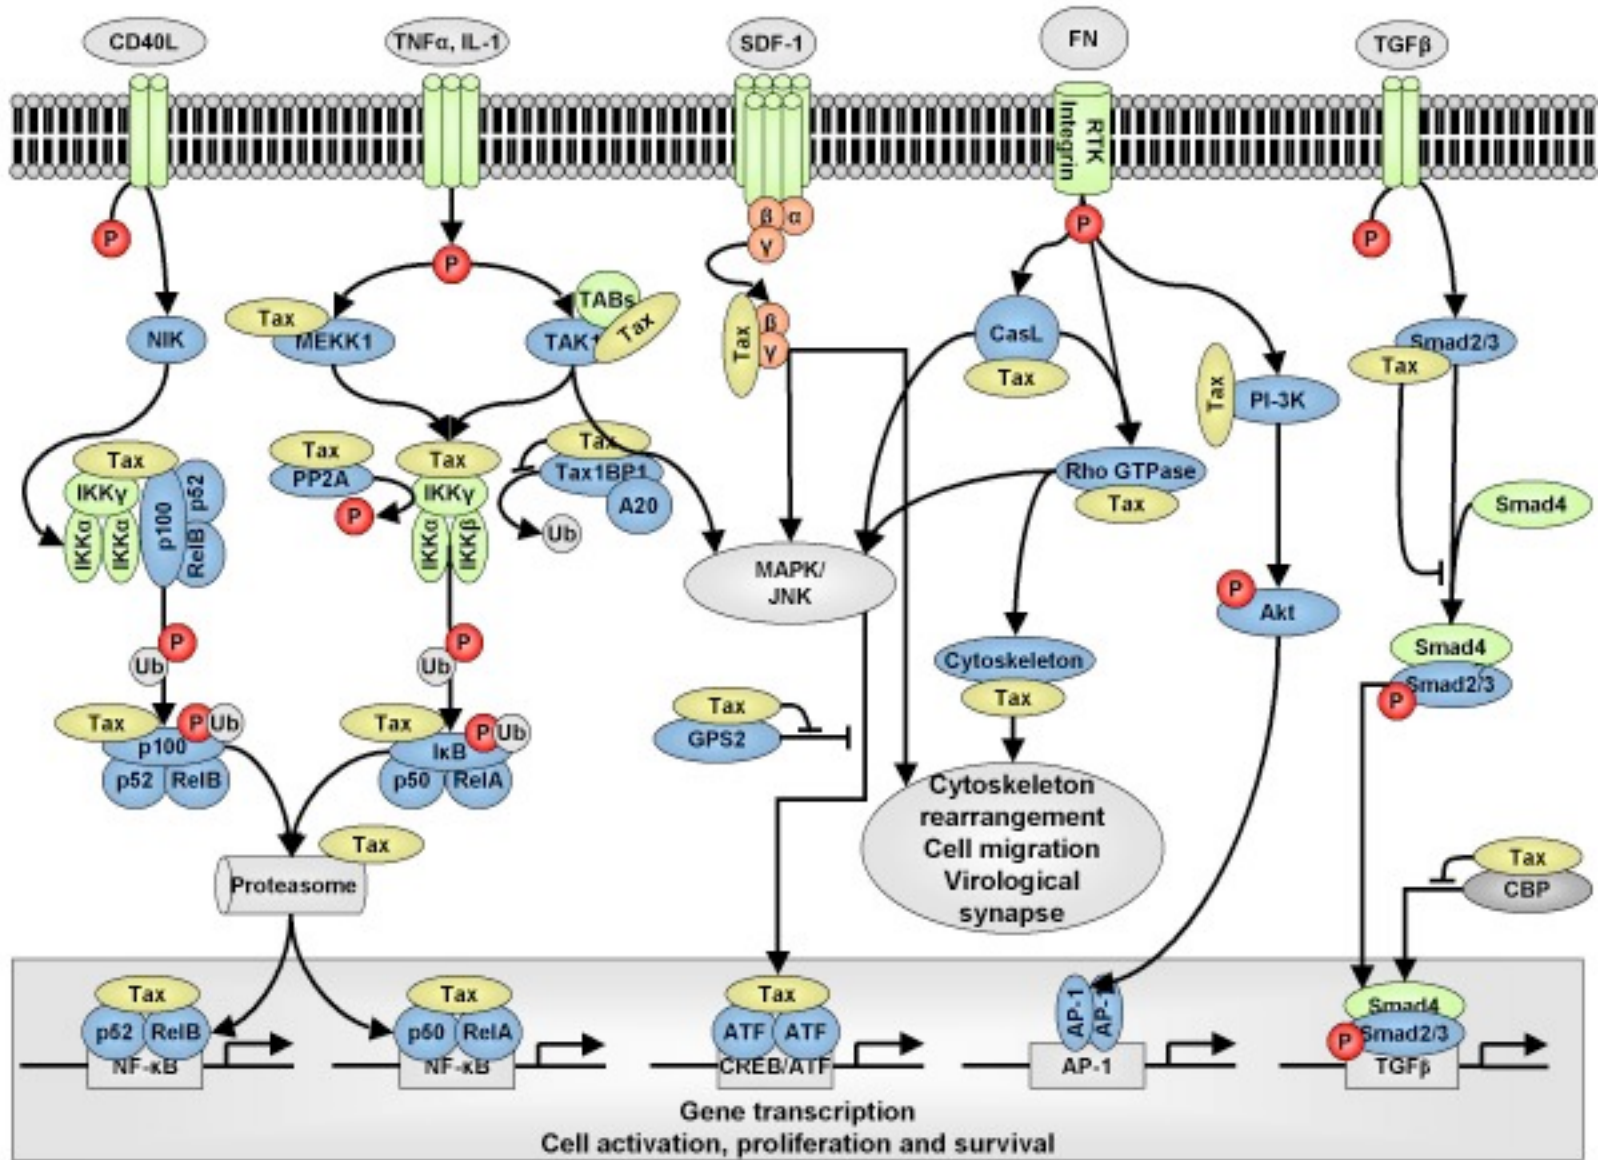 CD40L
TNFα, IL-1
SDF-1
FN
TGFβ
Integrin
RTK
β
α
γ
P
P
P
P
TABs
Tax
Tax
MEKK1
TAK1
Tax
NIK
Tax
β
γ
CasL
Tax
Smad2/3
Tax
Tax
PI-3K
Tax
IKKγ
IKKα
IKKα
p100
p52
RelB
Tax
PP2A
P
Tax
IKKγ
IKKα
IKKβ
Tax
Tax1BP1
A20
Ub
Rho GTPase
Tax
Smad4
MAPK/
JNK
P
Akt
P
Ub
P
Ub
Cytoskeleton
Tax
Smad4
Smad2/3
P
Tax
P
Ub
p100
p52
RelB
Tax
P
Ub
IκB
p50
RelA
Tax
GPS2
Cytoskeleton
rearrangement
Cell migration
Virological
synapse
Tax
Proteasome
Tax
CBP
Tax
p52
RelB
NF-κB
Tax
p50
RelA
NF-κB
Tax
ATF
ATF
CREB/ATF
AP-1
AP-1
AP-1
Smad4
Smad2/3
P
TGFβ
Gene transcription
Cell activation, proliferation and survival